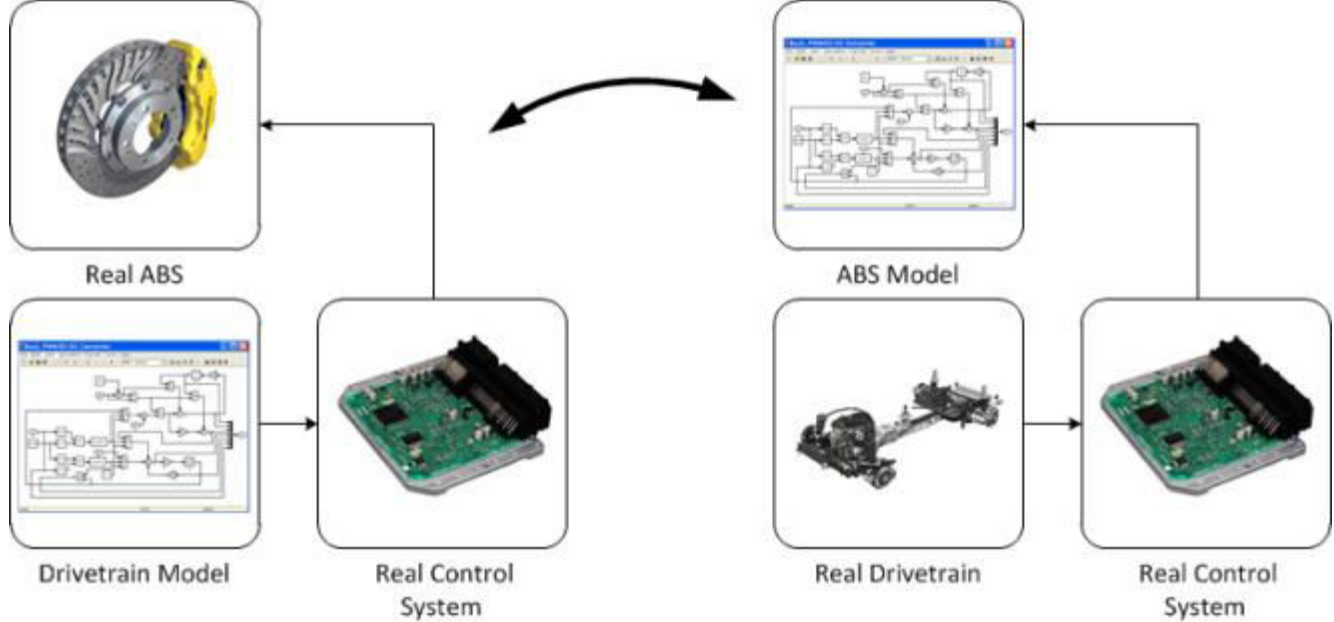 Real ABS
ABS Model
Drivetrain Model
Real Control
System
Real Drivetrain
Real Control
System